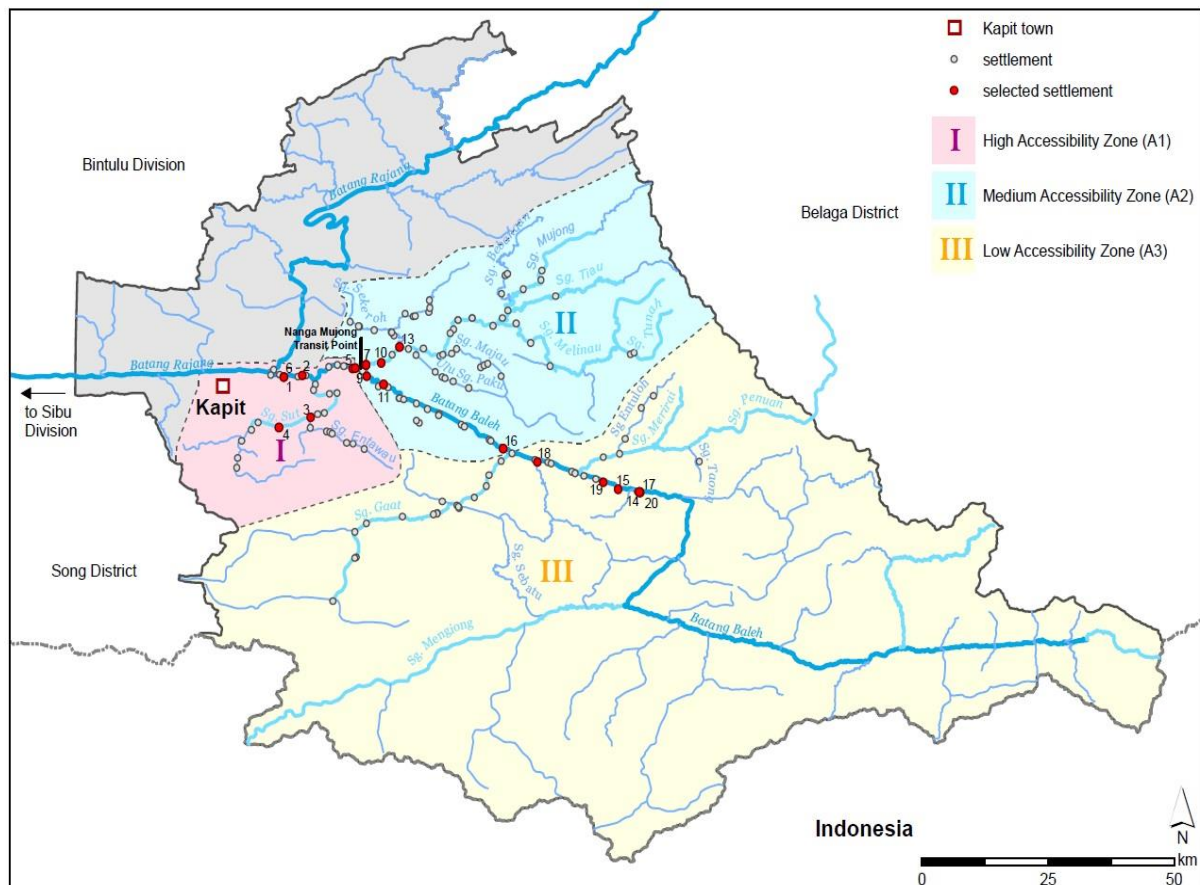 Kapit town
settlement
selected settlement
I High Accessibility Zone (A1)
II Medium Accessibility Zone (A2)
III Low Accessibility Zone (A3)
Bintulu Division
Belaga District
Batang Rajang
Sg. Mujong
Sg. Tiau
Sg. Sekeroh
II
Nanga Mujong
Transit Point
Sg. Melinau
Sg. Tunah
Sg. Majau
Ulu Sg. Paku
13
10
7
5
9
11
Batang Rajang
6
2
1
to Sibu
Division
Kapit
3
Sg. Sut
4
Sg. Entawau
I
Batang Baleh
Sg Entuloh
Sg. Merirai
Sg. Penuan
Sg. Taong
16
18
19
15
17
14
20
Sg. Gaat
Song District
Sg. Sebatu
III
Sg. Mengiong
Batang Baleh
Indonesia
N
km
0
25
50